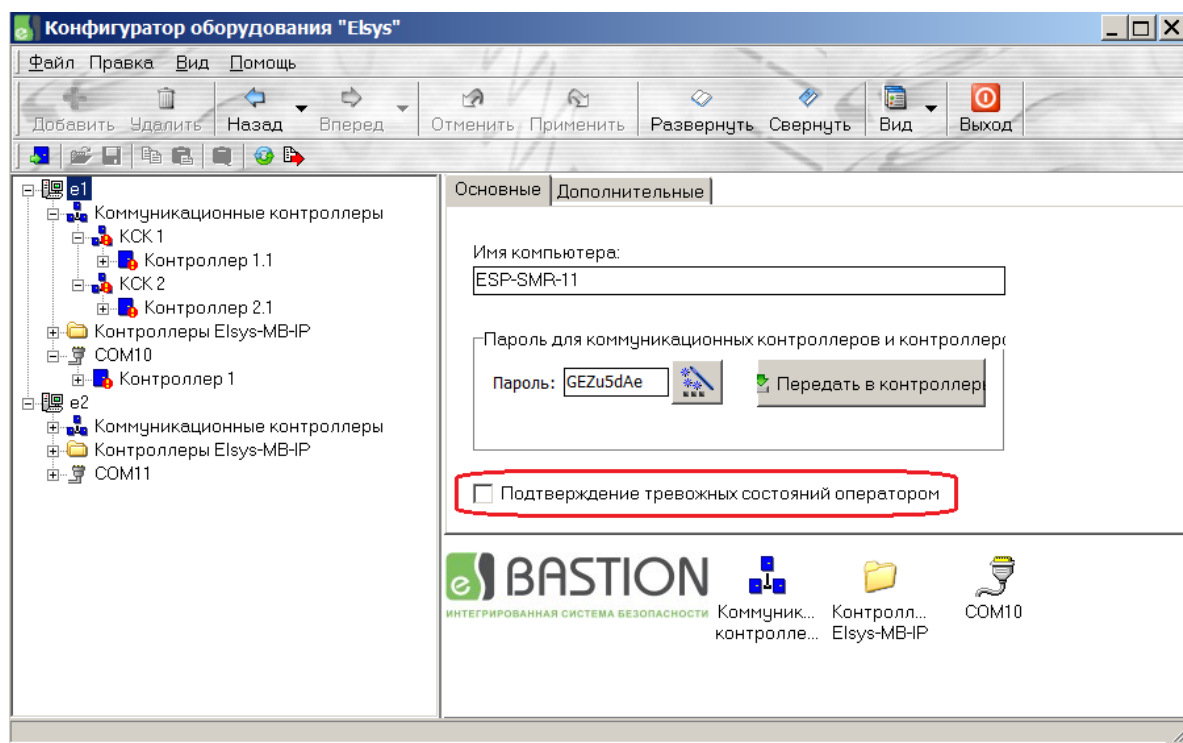 Конфигуратор оборудования "Elsys"
Файл Правка Вид Помощь
Добавить Удалить Назад Вперед Отменить Применить Развернуть Свернуть Вид Выход
e1
Коммуникационные контроллеры
КСК 1
Контроллер 1.1
КСК 2
Контроллер 2.1
Контроллеры Elsys-MB-IP
COM10
Контроллер 1
e2
Коммуникационные контроллеры
Контроллеры Elsys-MB-IP
COM11
Основные Дополнительные
Имя компьютера:
ESP-SMR-11
Пароль для коммуникационных контроллеров и контроллерс
Пароль: GEZu5dAe Передать в контроллеры
Подтверждение тревожных состояний оператором
eS BASTION
ИНТЕГРИРОВАННАЯ СИСТЕМА БЕЗОПАСНОСТИ
Коммуник...
контролле...
Контролл...
Elsys-MB-IP
COM10